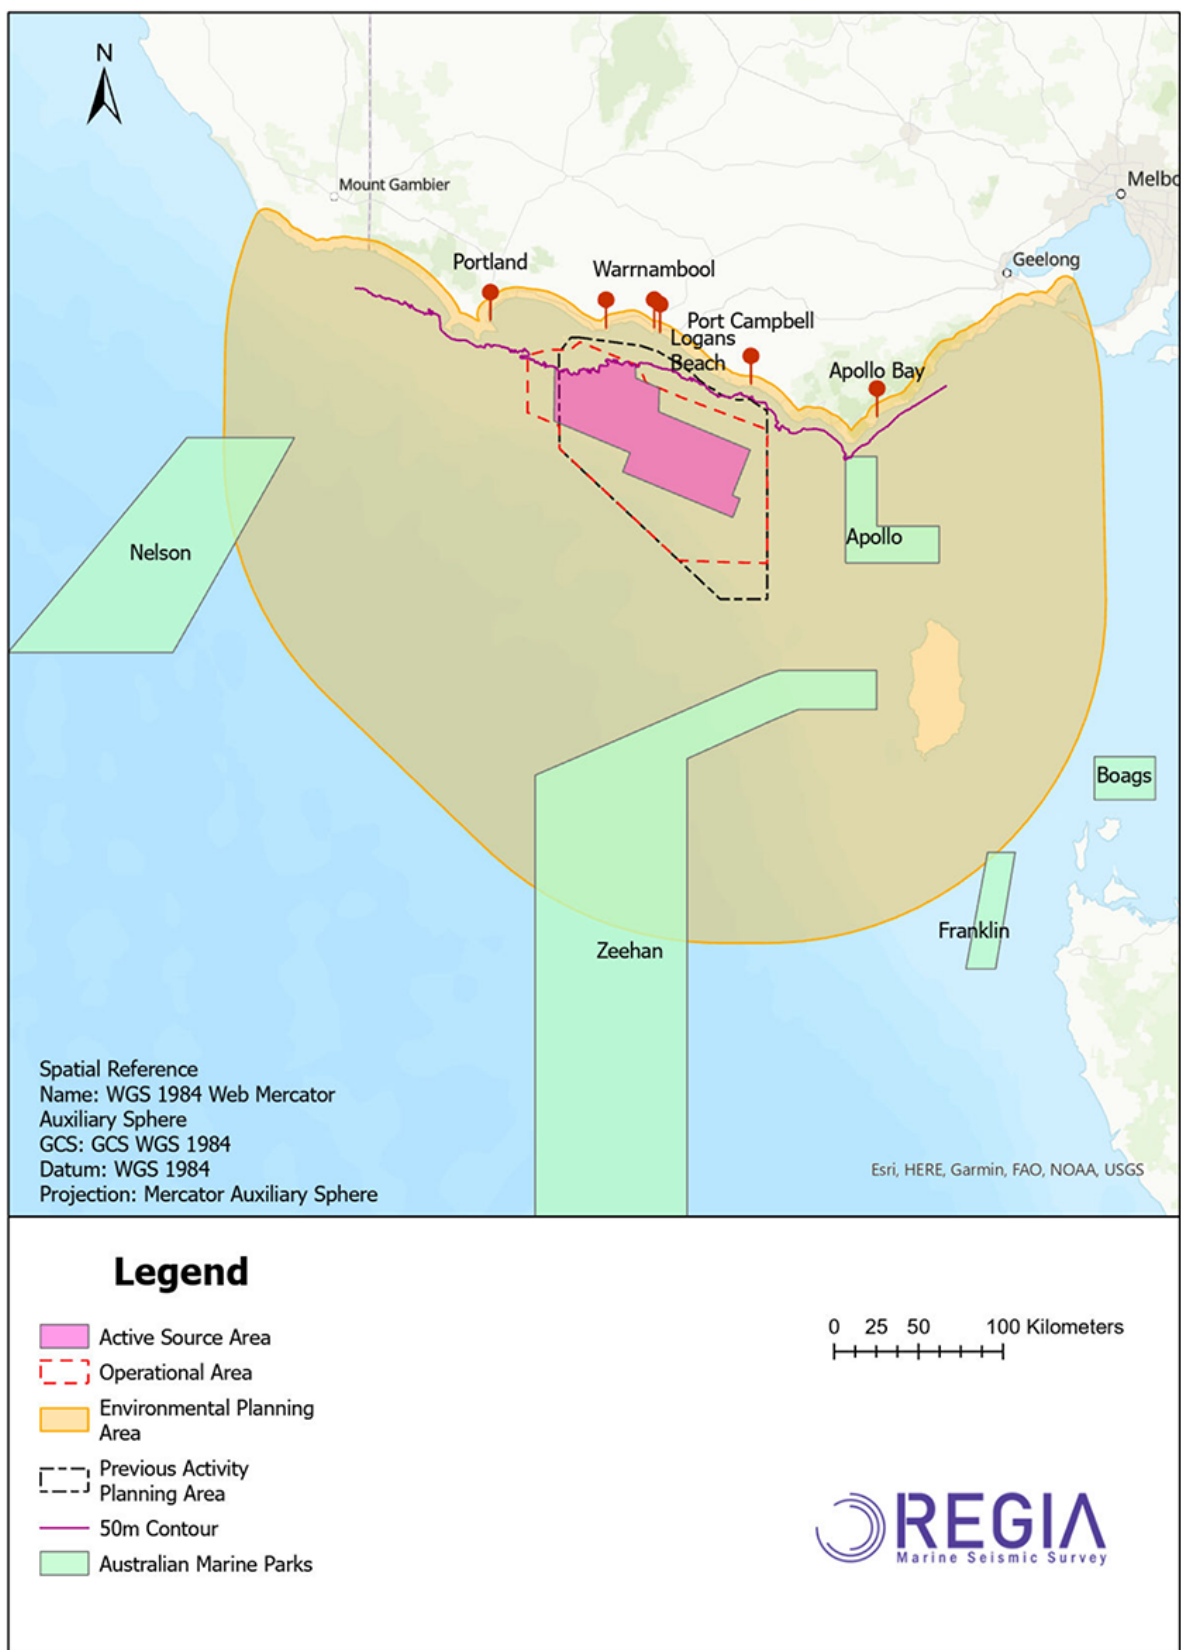 N
Mount Gambier
Melbo
Geelong
Portland
Warrnambool
Port Campbell
Logans
Beach
Apollo Bay
Nelson
Apollo
Boags
Franklin
Zeehan
Spatial Reference
Name: WGS 1984 Web Mercator
Auxiliary Sphere
GCS: GCS WGS 1984
Datum: WGS 1984
Projection: Mercator Auxiliary Sphere
Esri, HERE, Garmin, FAO, NOAA, USGS
Legend
Active Source Area
Operational Area
Environmental Planning
Area
Previous Activity
Planning Area
50m Contour
Australian Marine Parks
0 25 50 100 Kilometers
REGIA
Marine Seismic Survey